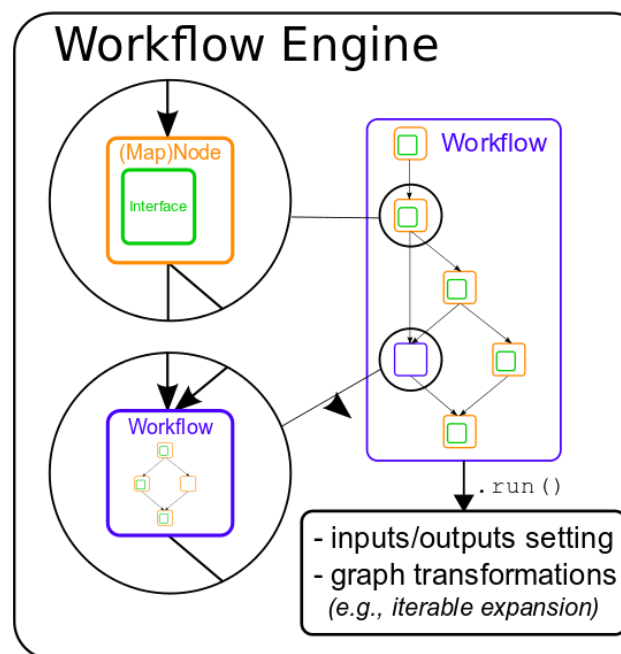 Workflow Engine
(Map)Node
Interface
Workflow
Workflow
.run()
- inputs/outputs setting
- graph transformations
(e.g., iterable expansion)